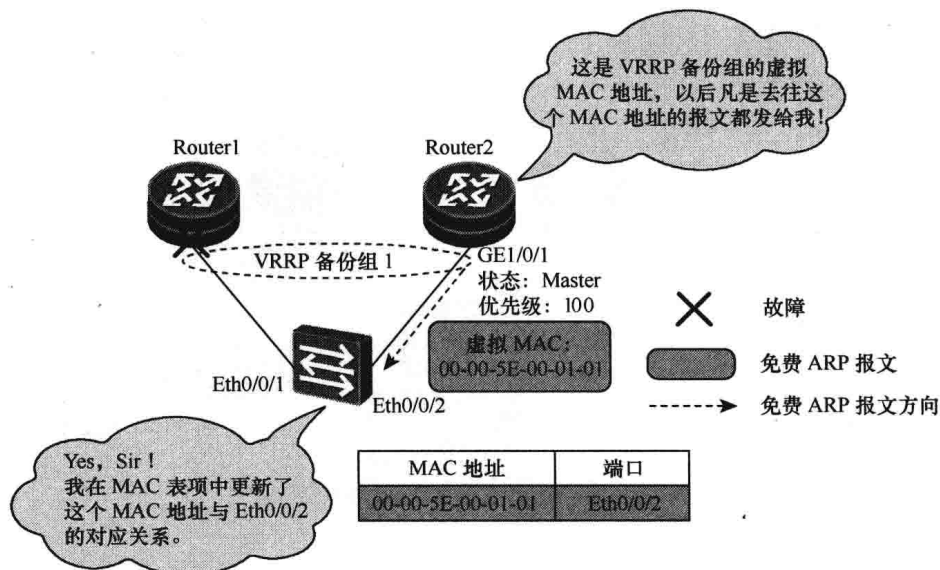 这是 VRRP 备份组的虚拟
MAC 地址，以后凡是去往这
个 MAC 地址的报文都发给我！
Router1
Router2
VRRP 备份组 1
GE1/0/1
状态：Master
优先级：100
虚拟 MAC：
00-00-5E-00-01-01
故障
免费 ARP 报文
免费 ARP 报文方向
Eth0/0/1
Eth0/0/2
Yes，Sir！
我在 MAC 表项中更新了
这个 MAC 地址与 Eth0/0/2
的对应关系。
MAC 地址 端口
00-00-5E-00-01-01 Eth0/0/2